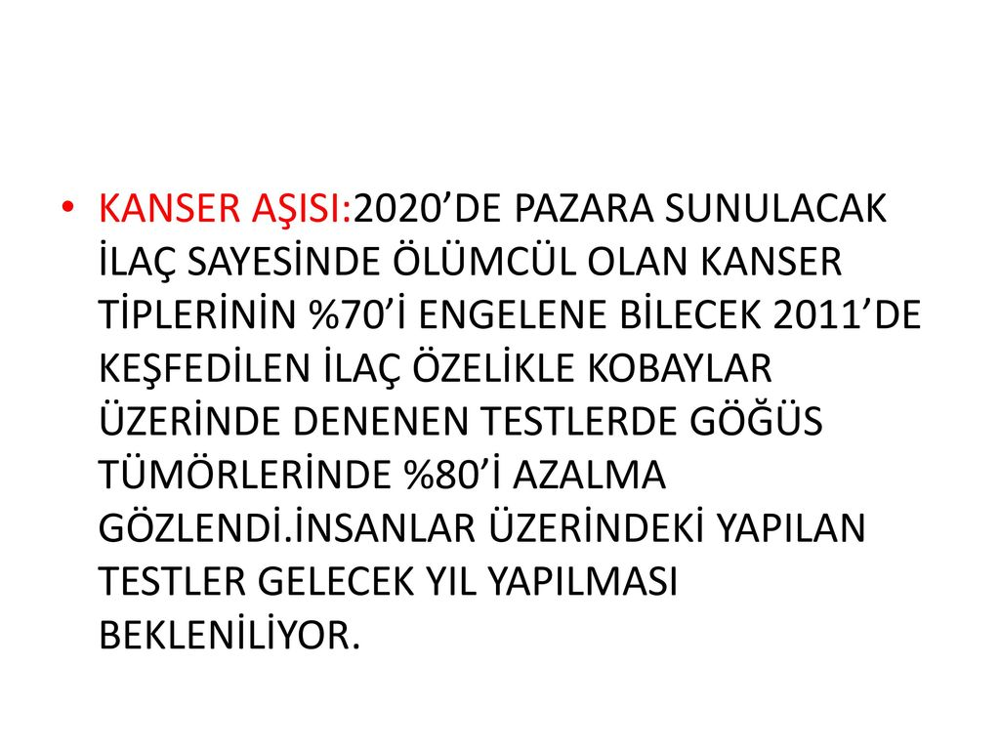 • KANSER AŞISI:2020’DE PAZARA SUNULACAK
İLAÇ SAYESİNDE ÖLÜMCÜL OLAN KANSER
TİPLERİNİN %70’İ ENGELENE BİLECEK 2011’DE
KEŞFEDİLEN İLAÇ ÖZELİKLE KOBAYLAR
ÜZERİNDE DENENEN TESTLERDE GÖĞÜS
TÜMÖRLERİNDE %80’İ AZALMA
GÖZLENDİ.İNSANLAR ÜZERİNDEKİ YAPILAN
TESTLER GELECEK YIL YAPILMASI
BEKLENİLİYOR.